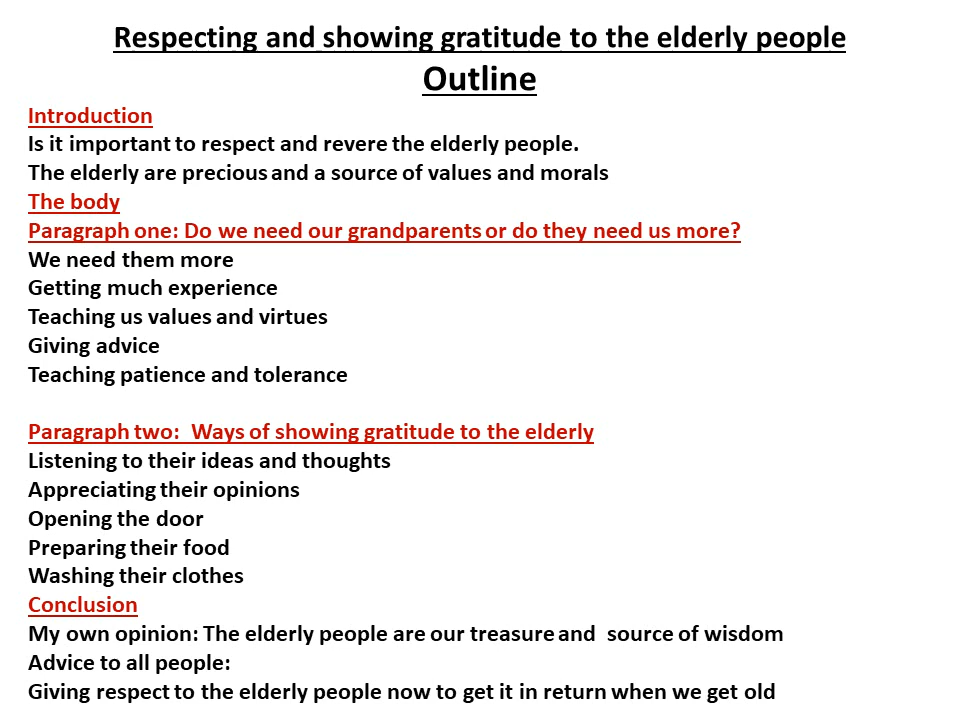 Respecting and showing gratitude to the elderly people
Outline
Introduction
Is it important to respect and revere the elderly people.
The elderly are precious and a source of values and morals
The body
Paragraph one: Do we need our grandparents or do they need us more?
We need them more
Getting much experience
Teaching us values and virtues
Giving advice
Teaching patience and tolerance
Paragraph two: Ways of showing gratitude to the elderly
Listening to their ideas and thoughts
Appreciating their opinions
Opening the door
Preparing their food
Washing their clothes
Conclusion
My own opinion: The elderly people are our treasure and source of wisdom
Advice to all people:
Giving respect to the elderly people now to get it in return when we get old